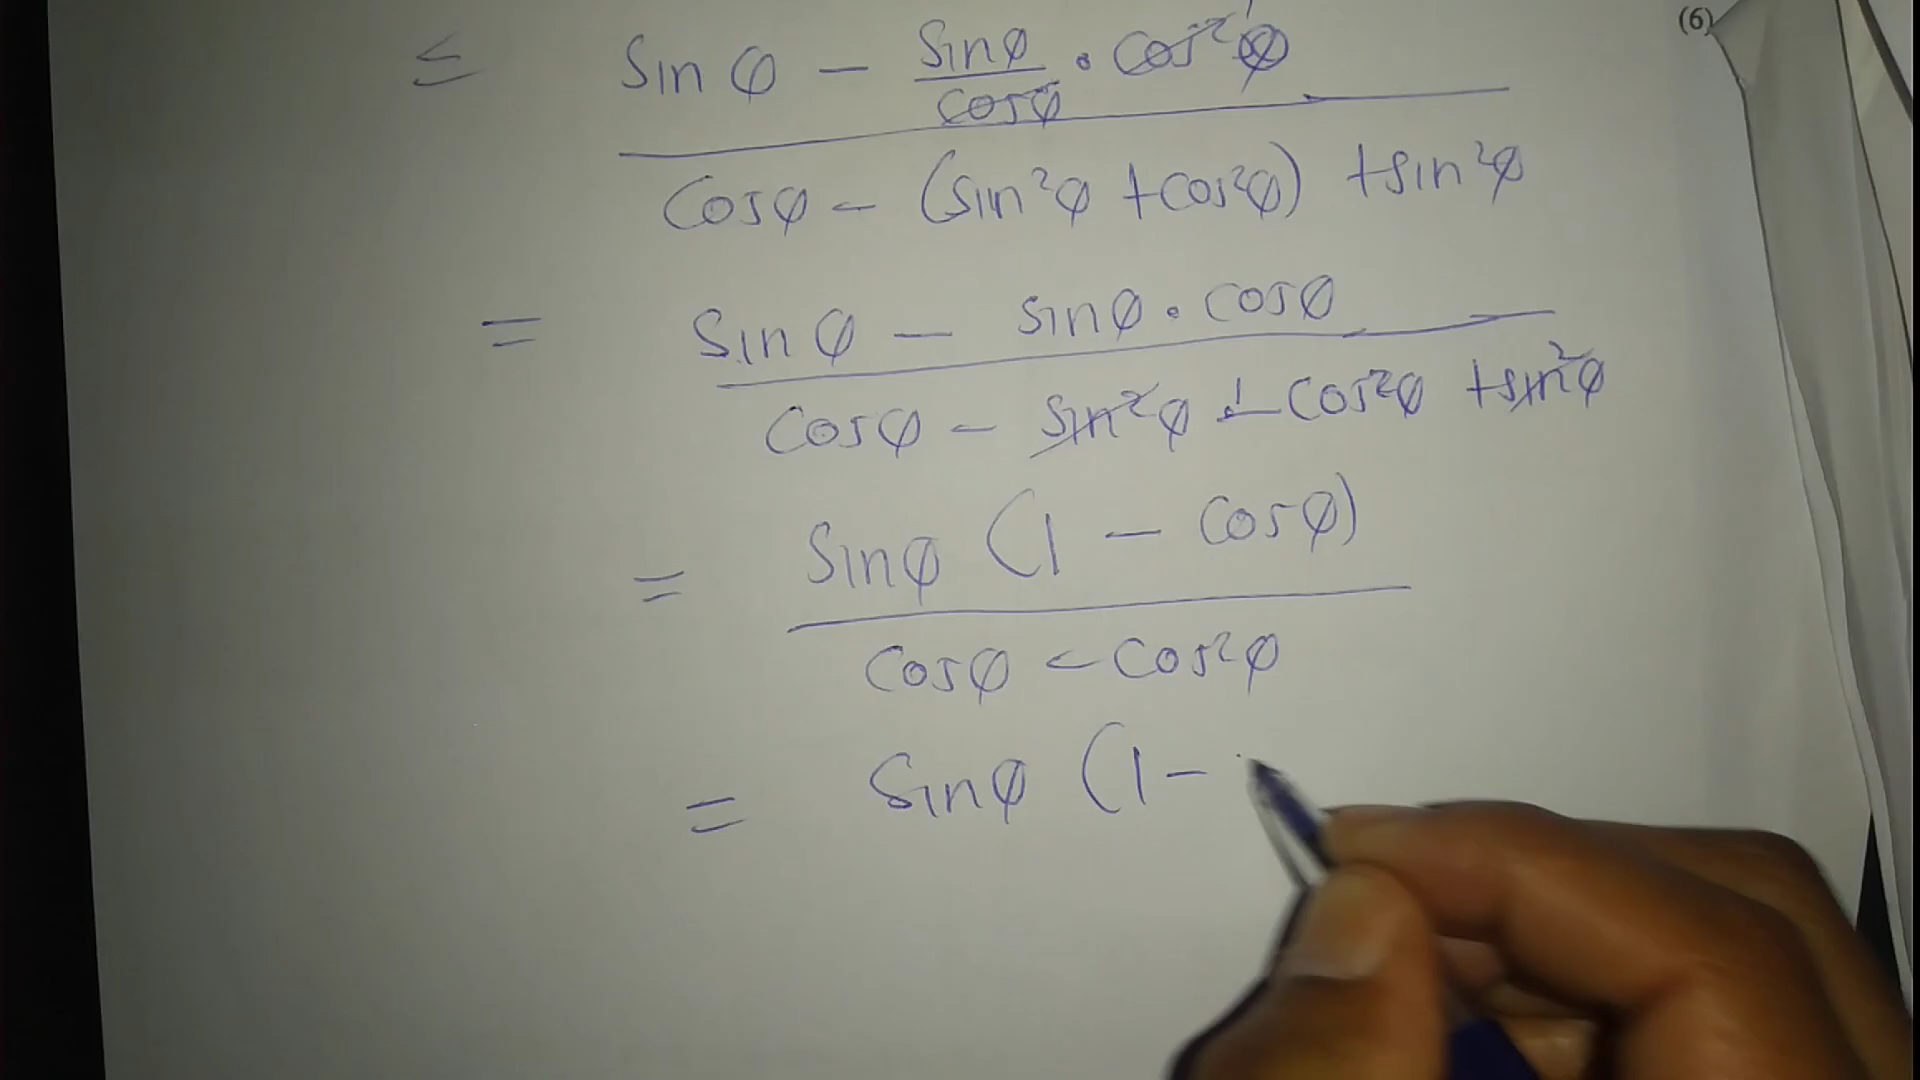 (6)
= sin φ − sinφ/cosφ · cos²φ 1
cosφ − (sin²φ + cos²φ) + sin²φ
= sin φ − sinφ · cosφ
cosφ − sin²φ − cos²φ + sin²φ
= sinφ (1 − cosφ)
cosφ − cos²φ
= sinφ (1 −